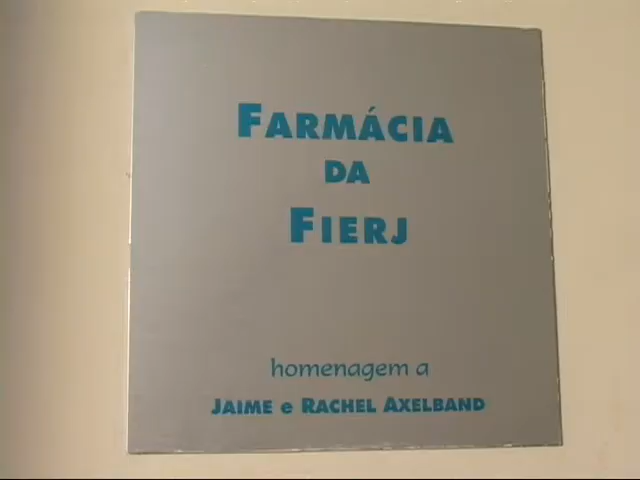 FARMÁCIA
DA
FIERJ
homenagem a
JAIME e RACHEL AXELBAND